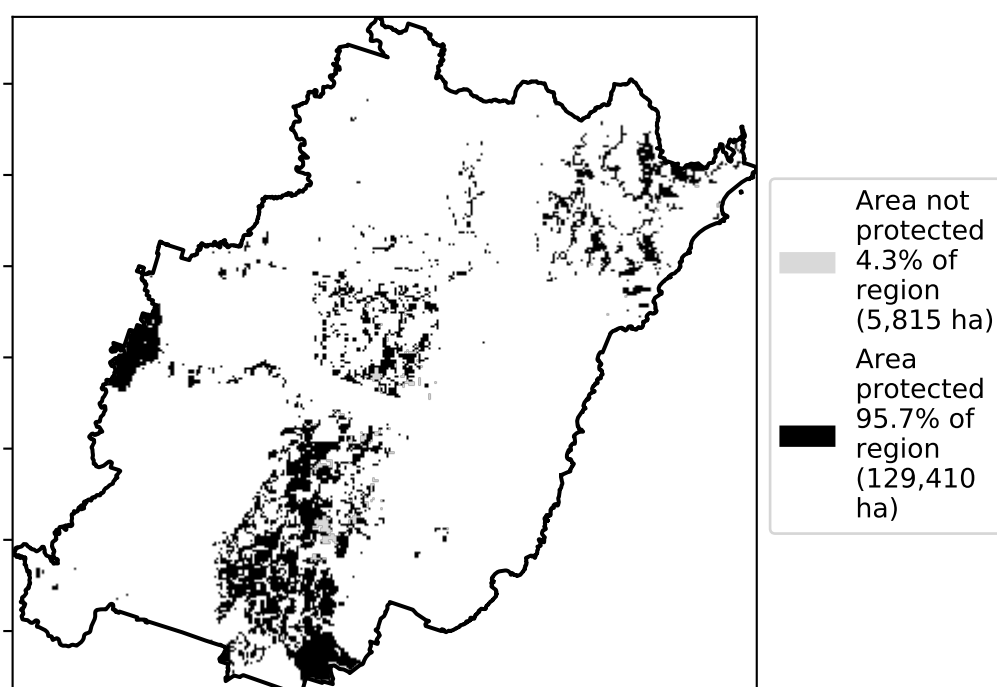 Area not
protected
4.3% of
region
(5,815 ha)
Area
protected
95.7% of
region
(129,410
ha)